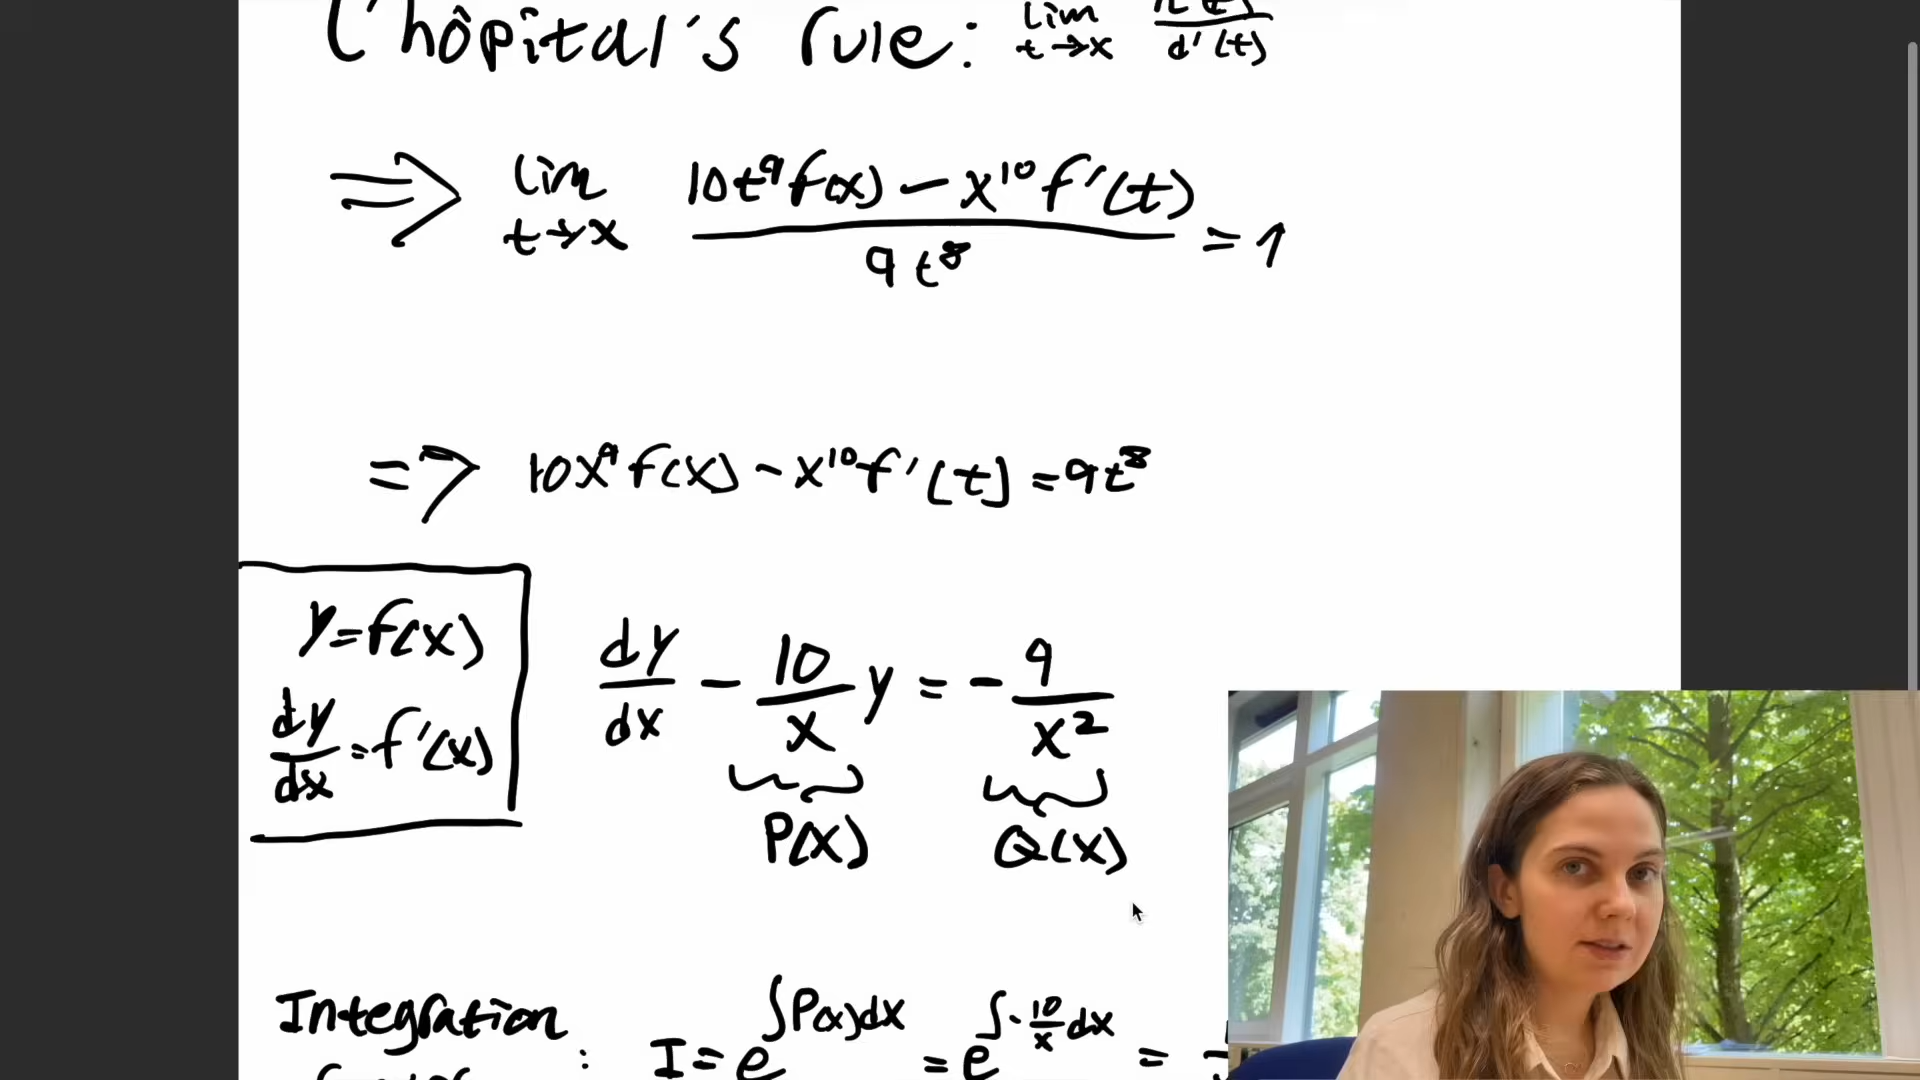 L'hôpital's rule: lim t→x n'(t)/d'(t)
⇒ lim t→x (10t⁹f(x) - x¹⁰f'(t))/(9t⁸) = 1
⇒ 10x⁹f(x) - x¹⁰f'(t) = 9t⁸
y=f(x)
dy/dx = f'(x)
dy/dx - 10/x y = - 9/x²
P(x) Q(x)
Integration
: I = e^∫P(x)dx = e^∫-10/x dx =